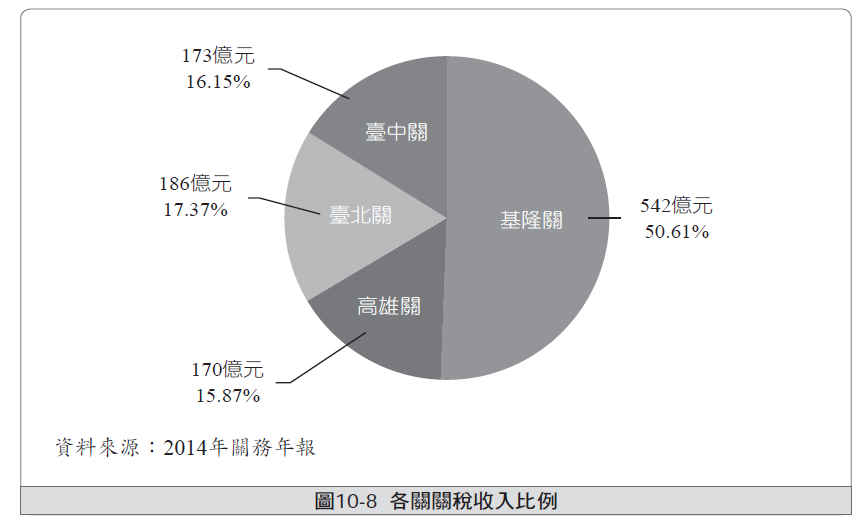 173億元
16.15%
臺中關
186億元
17.37%
臺北關
基隆關
542億元
50.61%
高雄關
170億元
15.87%
資料來源：2014年關務年報
圖10-8 各關關稅收入比例